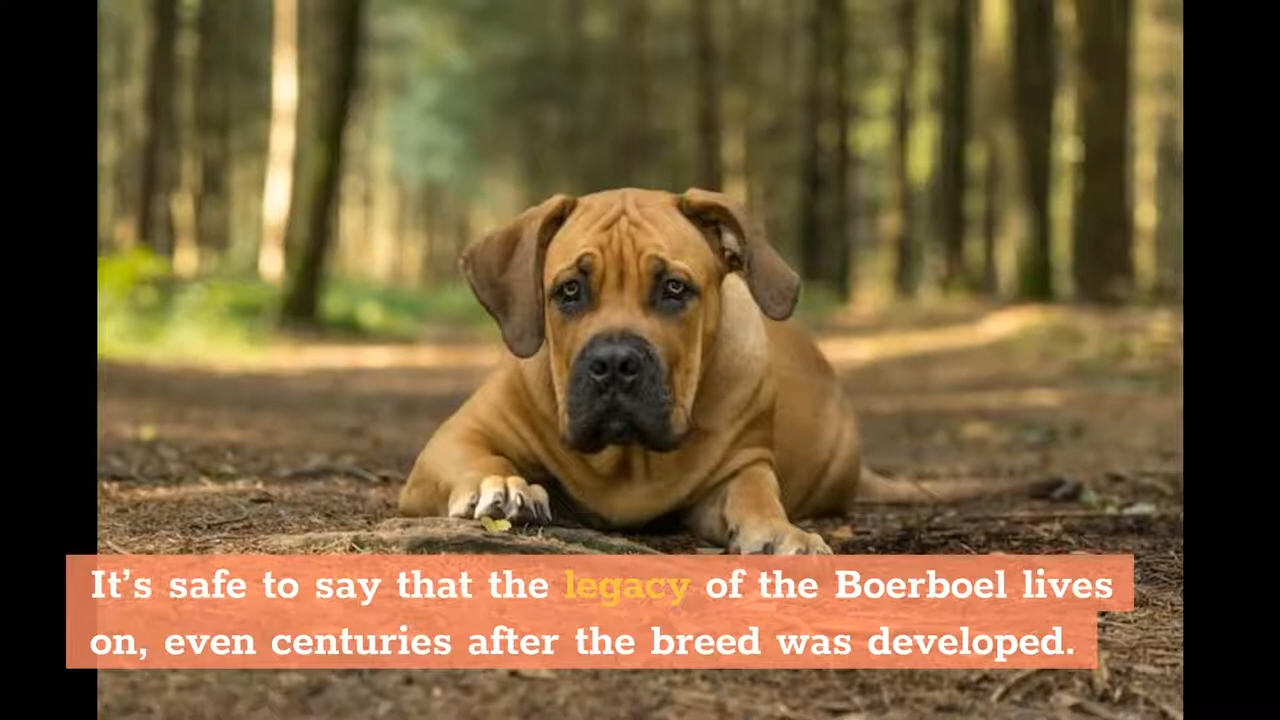 It's safe to say that the legacy of the Boerboel lives
on, even centuries after the breed was developed.